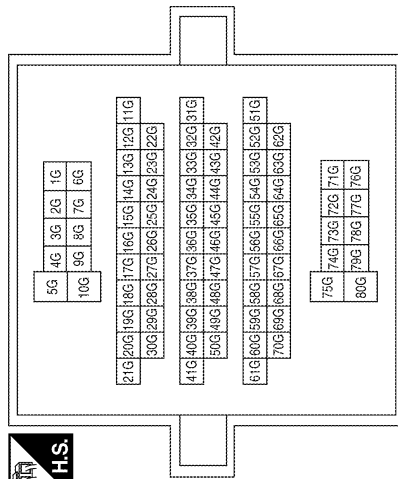 H.S.
5G 4G 3G 2G 1G
10G 9G 8G 7G 6G
21G 20G 19G 18G 17G 16G 15G 14G 13G 12G 11G
30G 29G 28G 27G 26G 25G 24G 23G 22G
41G 40G 39G 38G 37G 36G 35G 34G 33G 32G 31G
50G 49G 48G 47G 46G 45G 44G 43G 42G
61G 60G 59G 58G 57G 56G 55G 54G 53G 52G 51G
70G 69G 68G 67G 66G 65G 64G 63G 62G
75G 74G 73G 72G 71G
80G 79G 78G 77G 76G